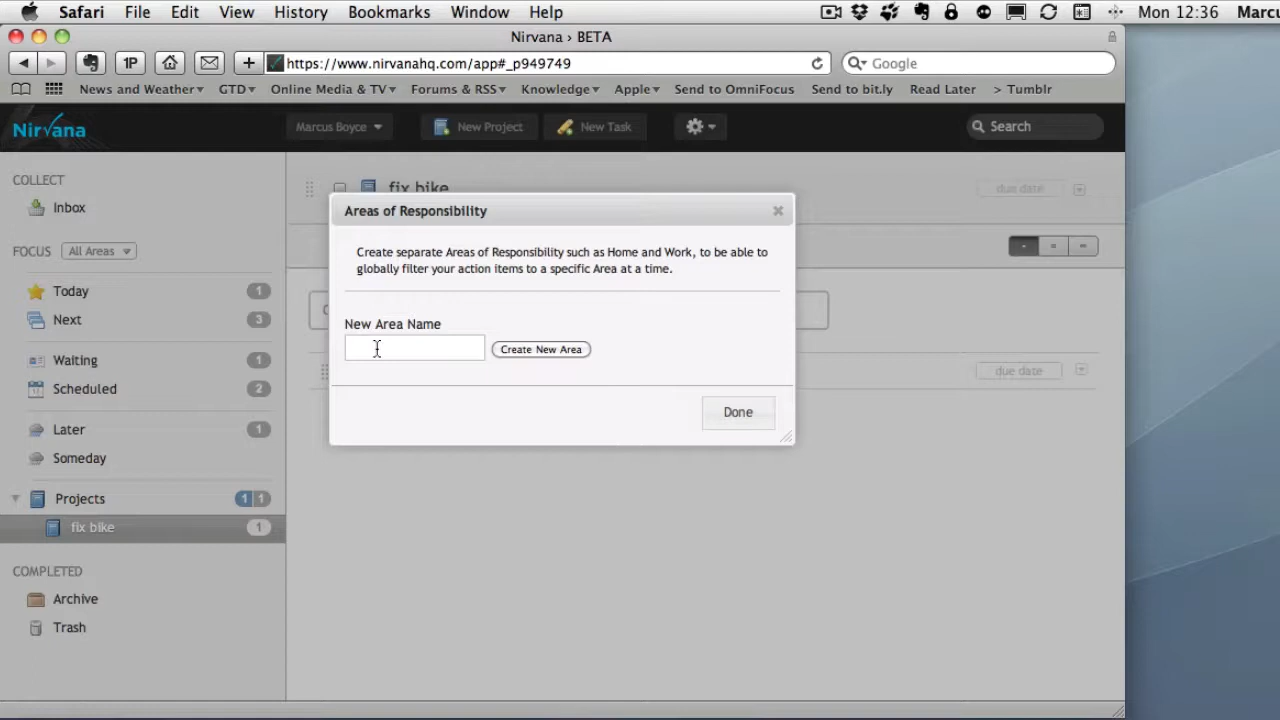 Safari File Edit View History Bookmarks Window Help Mon 12:36 Marcu
Nirvana › BETA
1P https://www.nirvanahq.com/app#_p949749 Google
News and Weather GTD Online Media & TV Forums & RSS Knowledge Apple Send to OmniFocus Send to bit.ly Read Later > Tumblr
Nirvana Marcus Boyce New Project New Task Search
COLLECT
Inbox
FOCUS All Areas
Today 1
Next 3
Waiting 1
Scheduled 2
Later 1
Someday
Projects 1 1
fix bike 1
COMPLETED
Archive
Trash
fix bike due date
Areas of Responsibility
Create separate Areas of Responsibility such as Home and Work, to be able to
globally filter your action items to a specific Area at a time.
New Area Name
Create New Area
due date
Done